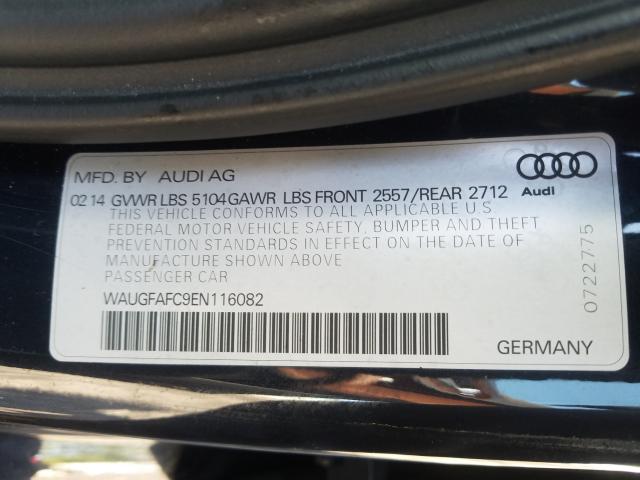 MFD. BY AUDI AG
Audi
02 14 GVWR LBS 5104 GAWR LBS FRONT 2557/REAR 2712
THIS VEHICLE CONFORMS TO ALL APPLICABLE U.S.
FEDERAL MOTOR VEHICLE SAFETY, BUMPER AND THEFT
PREVENTION STANDARDS IN EFFECT ON THE DATE OF
MANUFACTURE SHOWN ABOVE
PASSENGER CAR
WAUGFAFC9EN116082
GERMANY
0722775